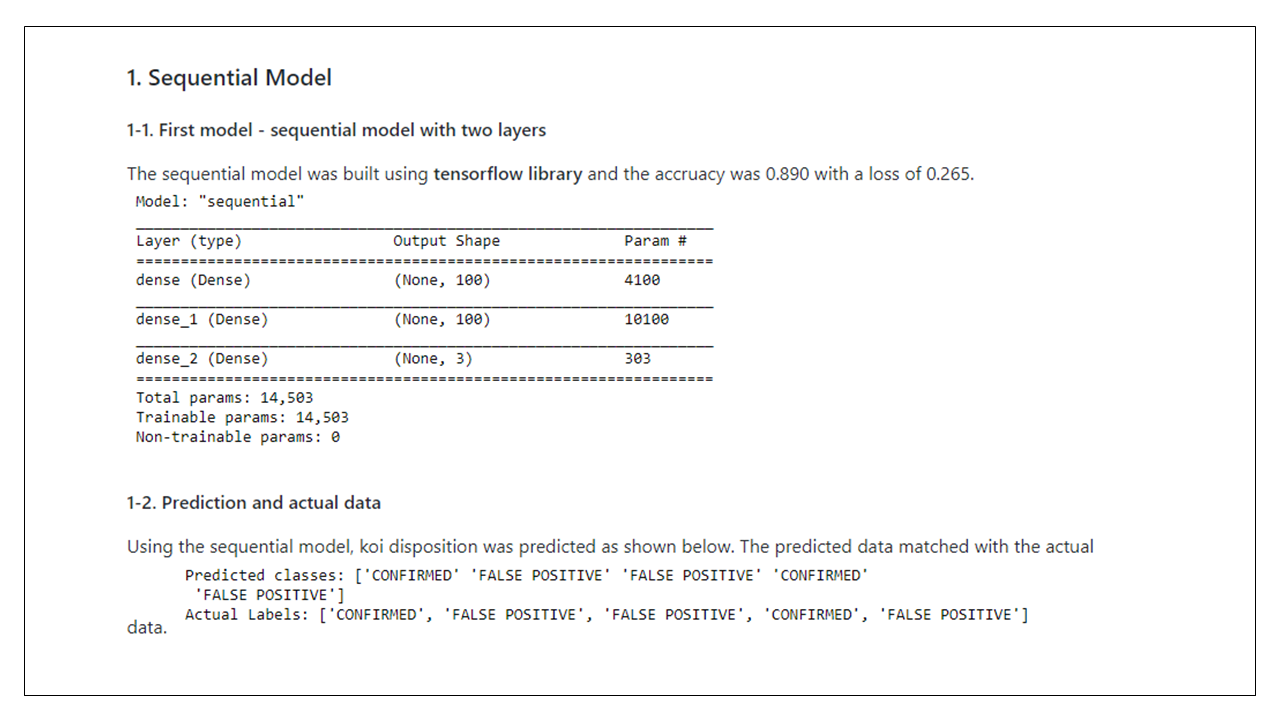 1. Sequential Model
1-1. First model - sequential model with two layers
The sequential model was built using tensorflow library and the accruacy was 0.890 with a loss of 0.265.
Model: "sequential"
Layer (type) Output Shape Param #
dense (Dense) (None, 100) 4100
dense_1 (Dense) (None, 100) 10100
dense_2 (Dense) (None, 3) 303
Total params: 14,503
Trainable params: 14,503
Non-trainable params: 0
1-2. Prediction and actual data
Using the sequential model, koi disposition was predicted as shown below. The predicted data matched with the actual
Predicted classes: ['CONFIRMED' 'FALSE POSITIVE' 'FALSE POSITIVE' 'CONFIRMED'
'FALSE POSITIVE']
Actual Labels: ['CONFIRMED', 'FALSE POSITIVE', 'FALSE POSITIVE', 'CONFIRMED', 'FALSE POSITIVE']
data.